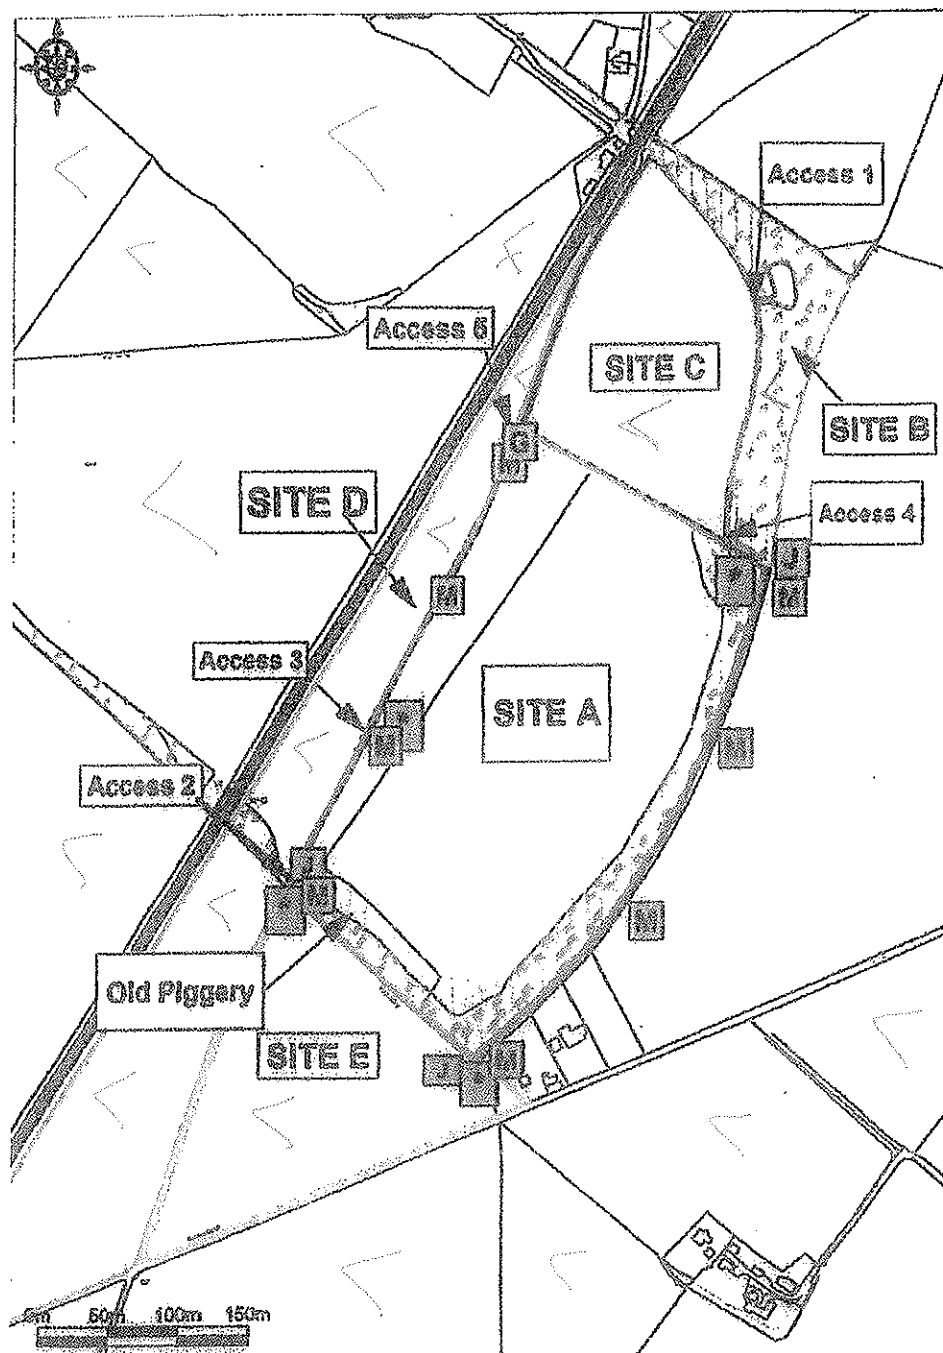 Access 1
Access 5
SITE C
SITE B
SITE D
G
M
Access 4
J
M
M
Access 3
SITE A
M
M
Access 2
M
M
Old Piggery
SITE E
J
M
0m 50m 100m 150m